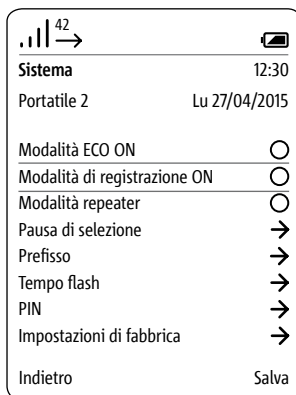 42
Sistema 12:30
Portatile 2 Lu 27/04/2015
Modalità ECO ON
Modalità di registrazione ON
Modalità repeater
Pausa di selezione
Prefisso
Tempo flash
PIN
Impostazioni di fabbrica
Indietro Salva